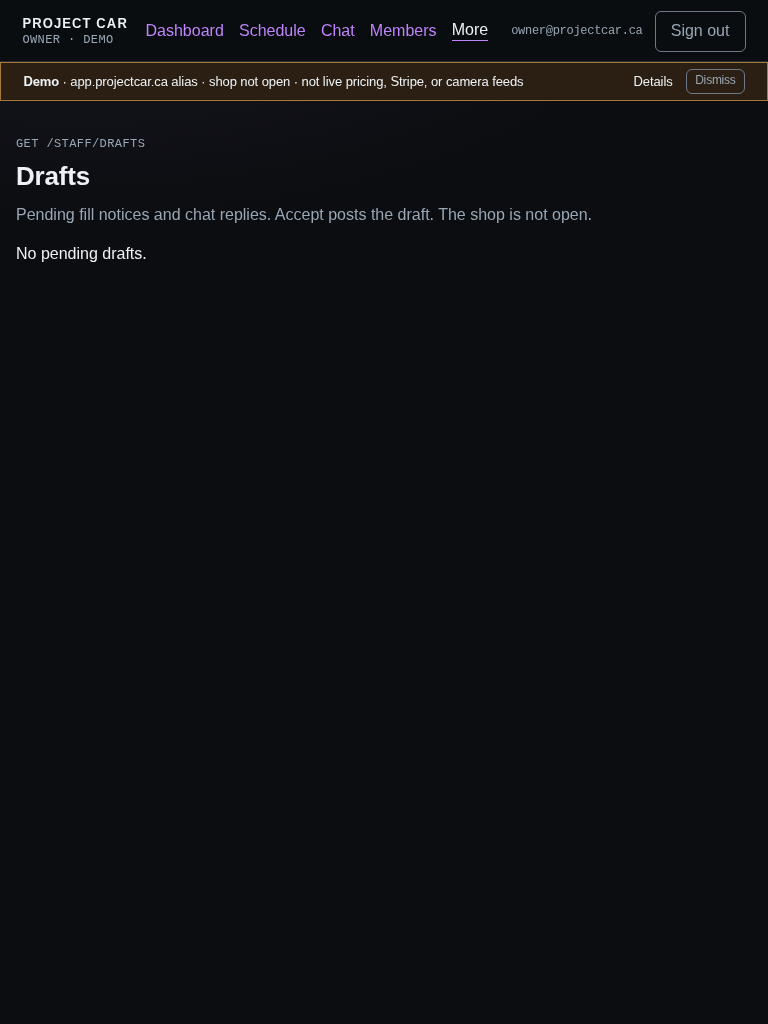 PROJECT CAR
OWNER · DEMO
Dashboard Schedule Chat Members More
owner@projectcar.ca
Sign out
Demo · app.projectcar.ca alias · shop not open · not live pricing, Stripe, or camera feeds
Details
Dismiss
GET /STAFF/DRAFTS
Drafts
Pending fill notices and chat replies. Accept posts the draft. The shop is not open.
No pending drafts.